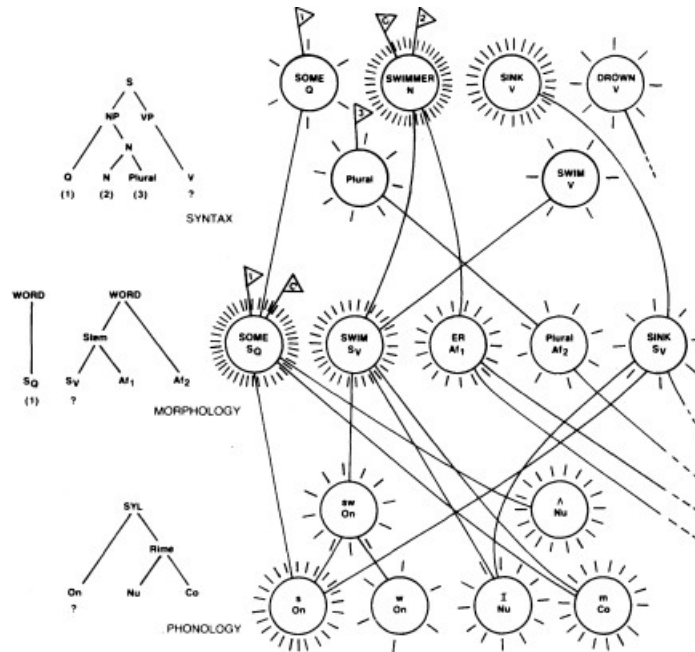 1
C
2
SOME
Q
SWIMMER
N
SINK
V
DROWN
V
S
NP
VP
N
Q
N
Plural
V
(1)
(2)
(3)
?
SYNTAX
3
Plural
SWIM
V
1
C
WORD
WORD
Stem
SQ
SV
Af1
Af2
(1)
?
MORPHOLOGY
SOME
SQ
SWIM
SV
ER
Af1
Plural
Af2
SINK
SV
SYL
Rime
On
Nu
Co
?
PHONOLOGY
sw
On
Λ
Nu
s
On
w
On
I
Nu
m
Co